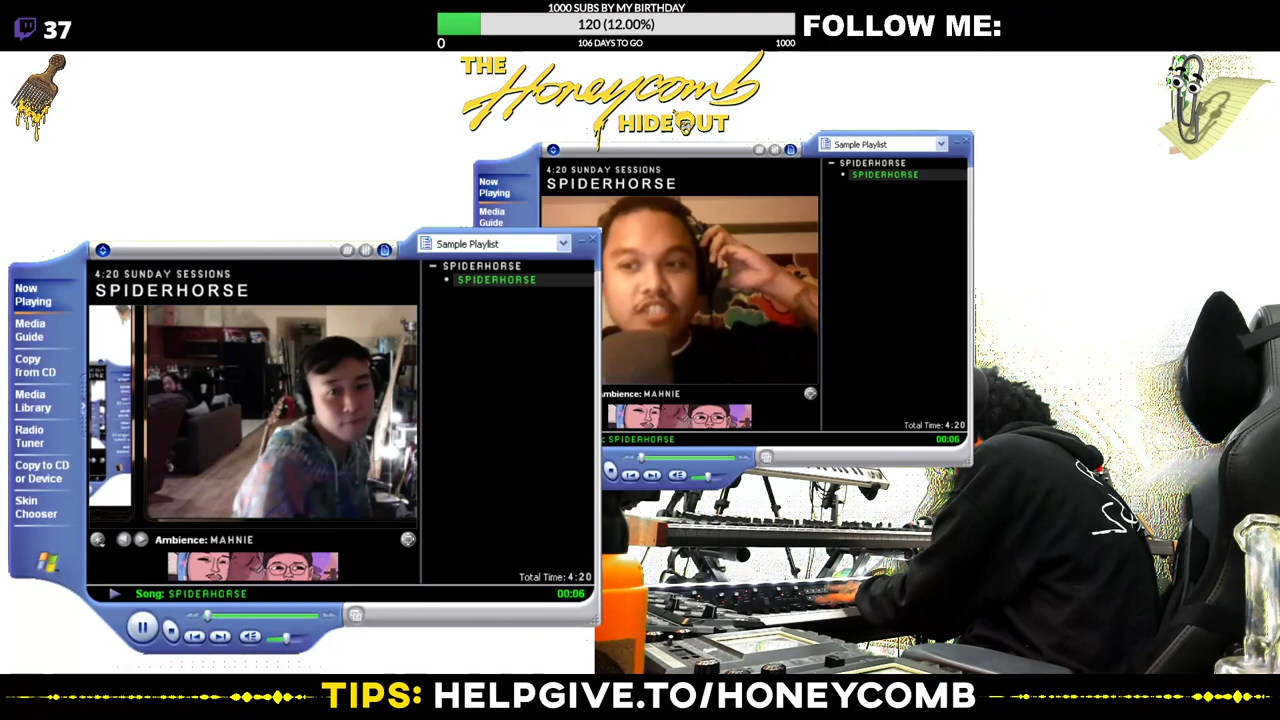 37
1000 SUBS BY MY BIRTHDAY
120 (12.00%)
0
106 DAYS TO GO
1000
FOLLOW ME:
THE
Honeycomb
HIDEOUT
Sample Playlist
Now
Playing
Media
Guide
4:20 SUNDAY SESSIONS
SPIDERHORSE
SPIDERHORSE
SPIDERHORSE
mbience: MAHNIE
Total Time: 4:20
: SPIDERHORSE
00:06
Sample Playlist
Now
Playing
Media
Guide
Copy
from CD
Media
Library
Radio
Tuner
Copy to CD
or Device
Skin
Chooser
4:20 SUNDAY SESSIONS
SPIDERHORSE
SPIDERHORSE
SPIDERHORSE
Ambience: MAHNIE
Total Time: 4:20
Song: SPIDERHORSE
00:06
TIPS: HELPGIVE.TO/HONEYCOMB